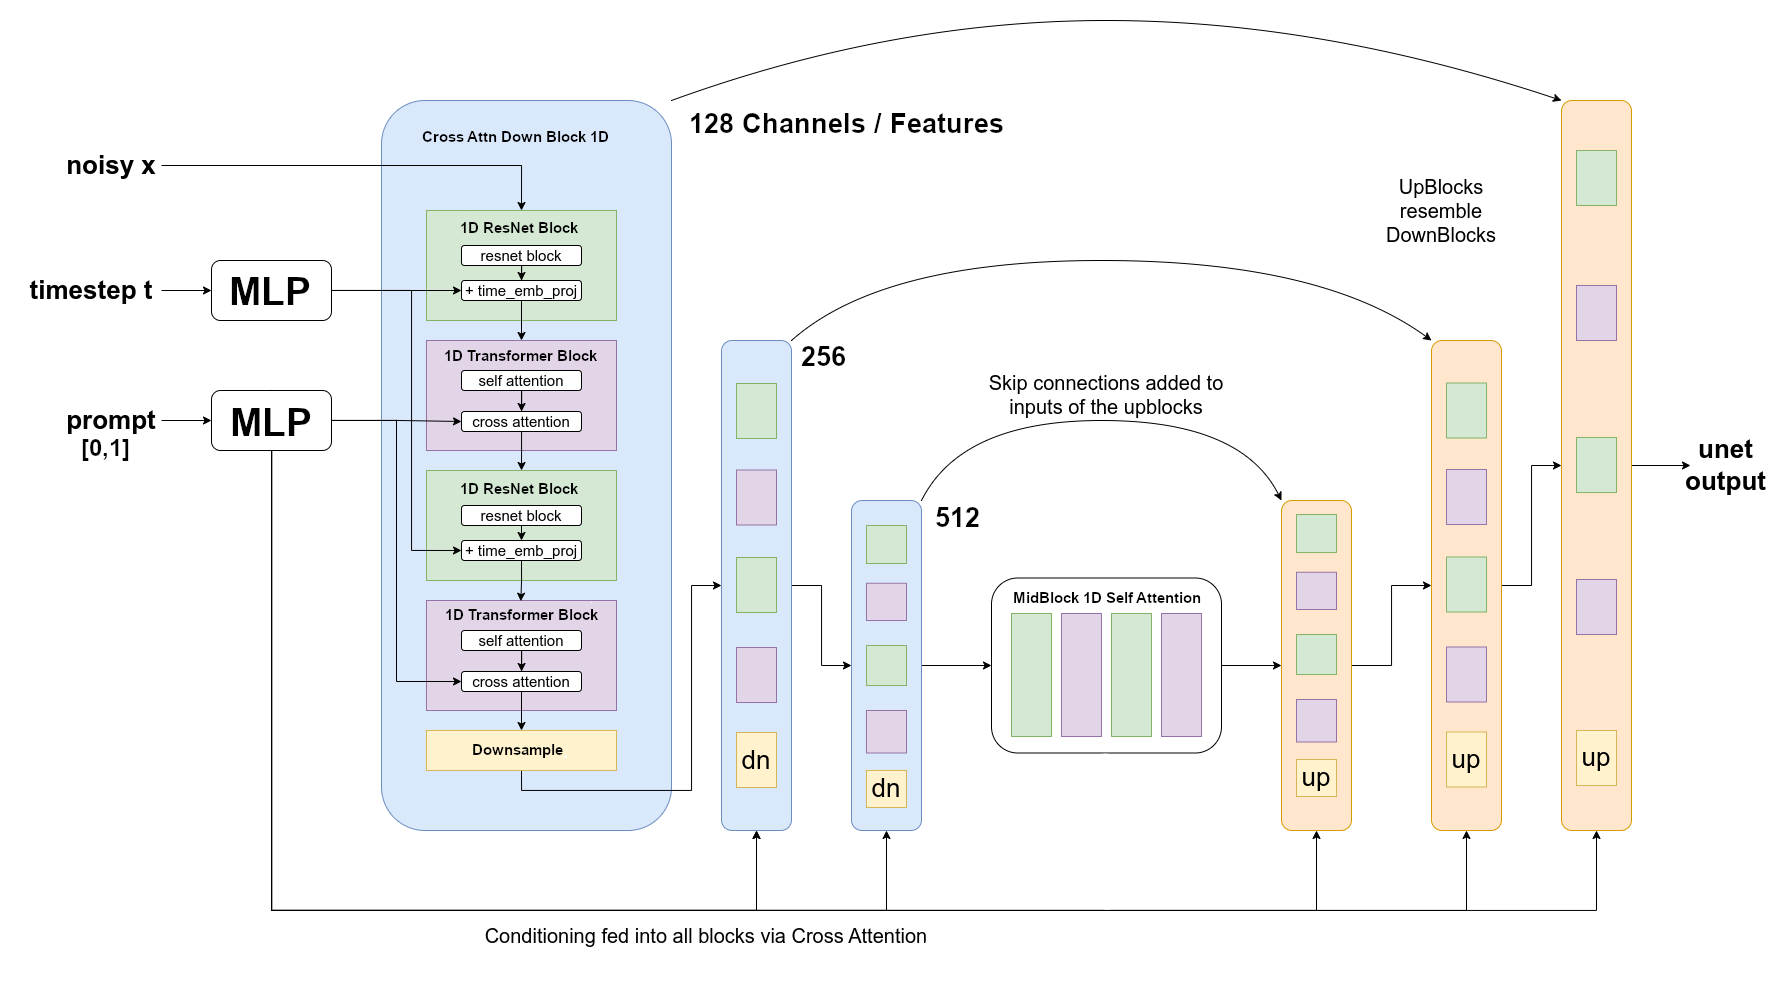 noisy x
timestep t
MLP
prompt
[0,1]
MLP
Cross Attn Down Block 1D
1D ResNet Block
resnet block
+ time_emb_proj
1D Transformer Block
self attention
cross attention
1D ResNet Block
resnet block
+ time_emb_proj
1D Transformer Block
self attention
cross attention
Downsample
128 Channels / Features
256
dn
512
dn
Skip connections added to
inputs of the upblocks
MidBlock 1D Self Attention
up
up
UpBlocks
resemble
DownBlocks
up
unet
output
Conditioning fed into all blocks via Cross Attention